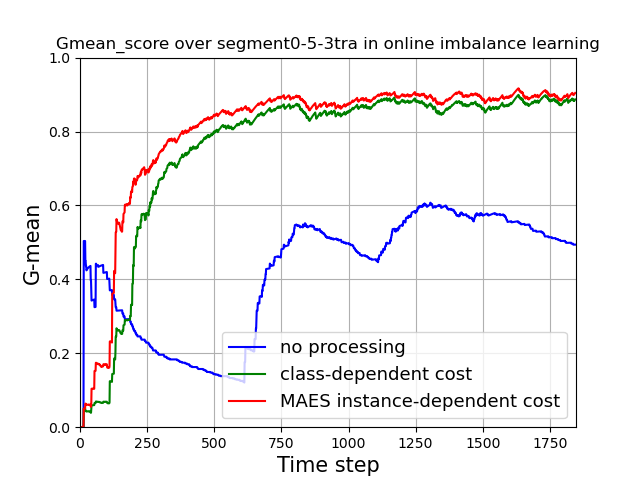 Gmean_score over segment0-5-3tra in online imbalance learning
1.0
0.8
0.6
0.4
0.2
0.0
G-mean
0 250 500 750 1000 1250 1500 1750
Time step
no processing
class-dependent cost
MAES instance-dependent cost